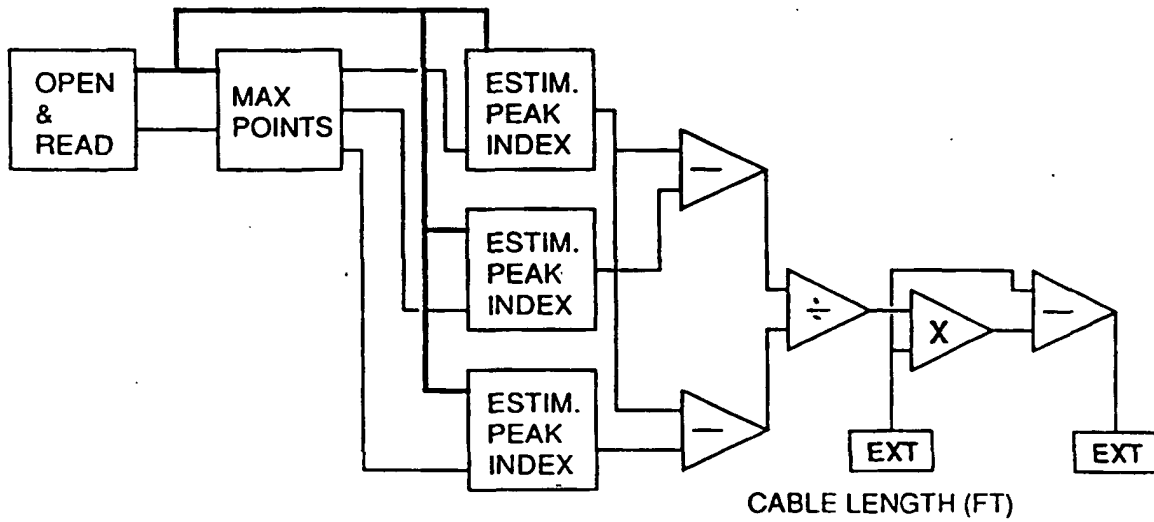 OPEN
&
READ
MAX
POINTS
ESTIM.
PEAK
INDEX
ESTIM.
PEAK
INDEX
ESTIM.
PEAK
INDEX
−
−
÷
X
−
EXT
EXT
CABLE LENGTH (FT)